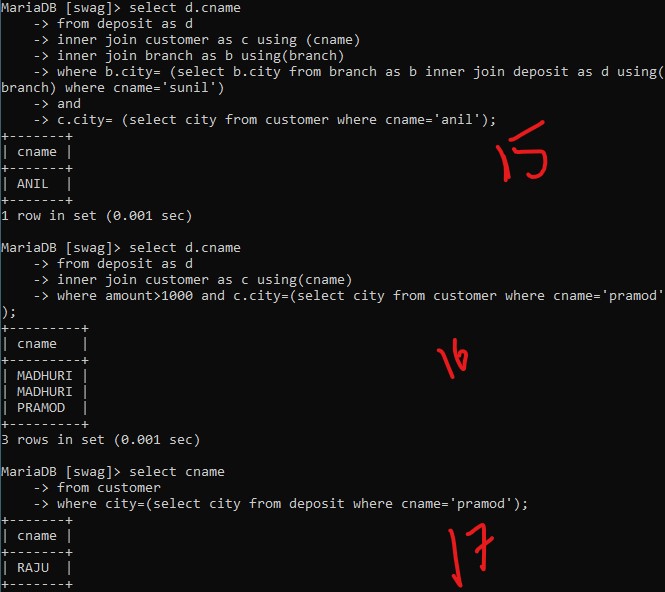 MariaDB [swag]> select d.cname
-> from deposit as d
-> inner join customer as c using (cname)
-> inner join branch as b using(branch)
-> where b.city= (select b.city from branch as b inner join deposit as d using(
branch) where cname='sunil')
-> and
-> c.city= (select city from customer where cname='anil');
+-------+
| cname |
+-------+
| ANIL  |
+-------+
1 row in set (0.001 sec)
15
MariaDB [swag]> select d.cname
-> from deposit as d
-> inner join customer as c using(cname)
-> where amount>1000 and c.city=(select city from customer where cname='pramod'
);
+---------+
| cname   |
+---------+
| MADHURI |
| MADHURI |
| PRAMOD  |
+---------+
3 rows in set (0.001 sec)
16
MariaDB [swag]> select cname
-> from customer
-> where city=(select city from deposit where cname='pramod');
+-------+
| cname |
+-------+
| RAJU  |
+-------+
17